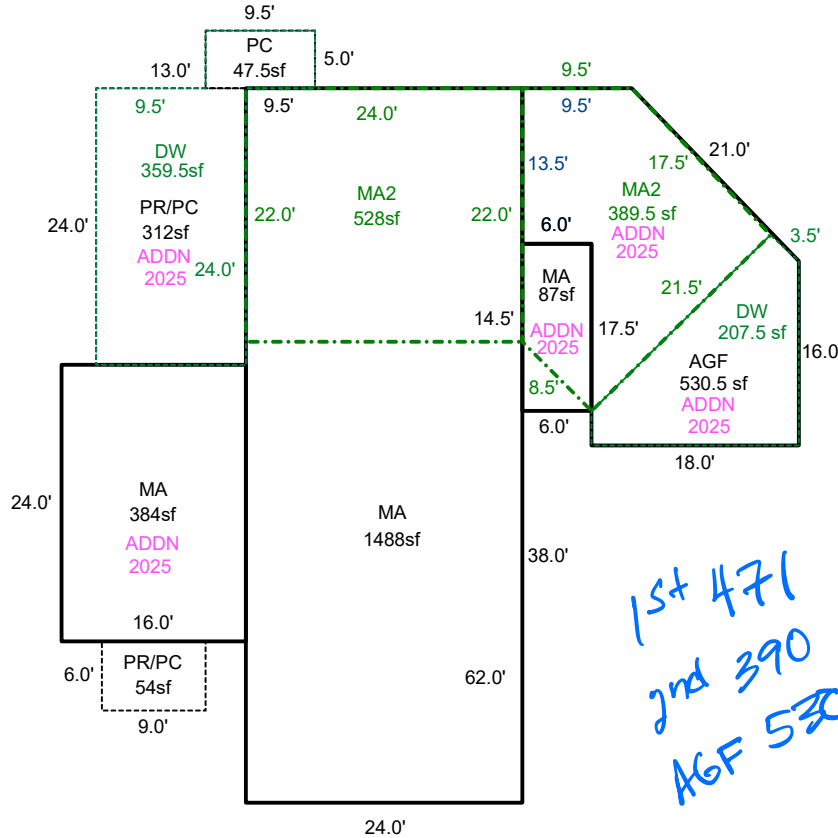 9.5'
PC
47.5sf
5.0'
13.0'
9.5'
9.5'
9.5'
24.0'
9.5'
21.0'
DW
359.5sf
PR/PC
312sf
ADDN
2025
24.0'
24.0'
22.0'
MA2
528sf
22.0'
13.5'
17.5'
MA2
389.5 sf
ADDN
2025
3.5'
6.0'
MA
87sf
ADDN
2025
14.5'
17.5'
21.5'
DW
207.5 sf
16.0
8.5'
6.0'
AGF
530.5 sf
ADDN
2025
18.0'
24.0'
MA
384sf
ADDN
2025
16.0'
MA
1488sf
38.0'
6.0'
PR/PC
54sf
9.0'
62.0'
24.0'
1st 471
2nd 390
AGF 530